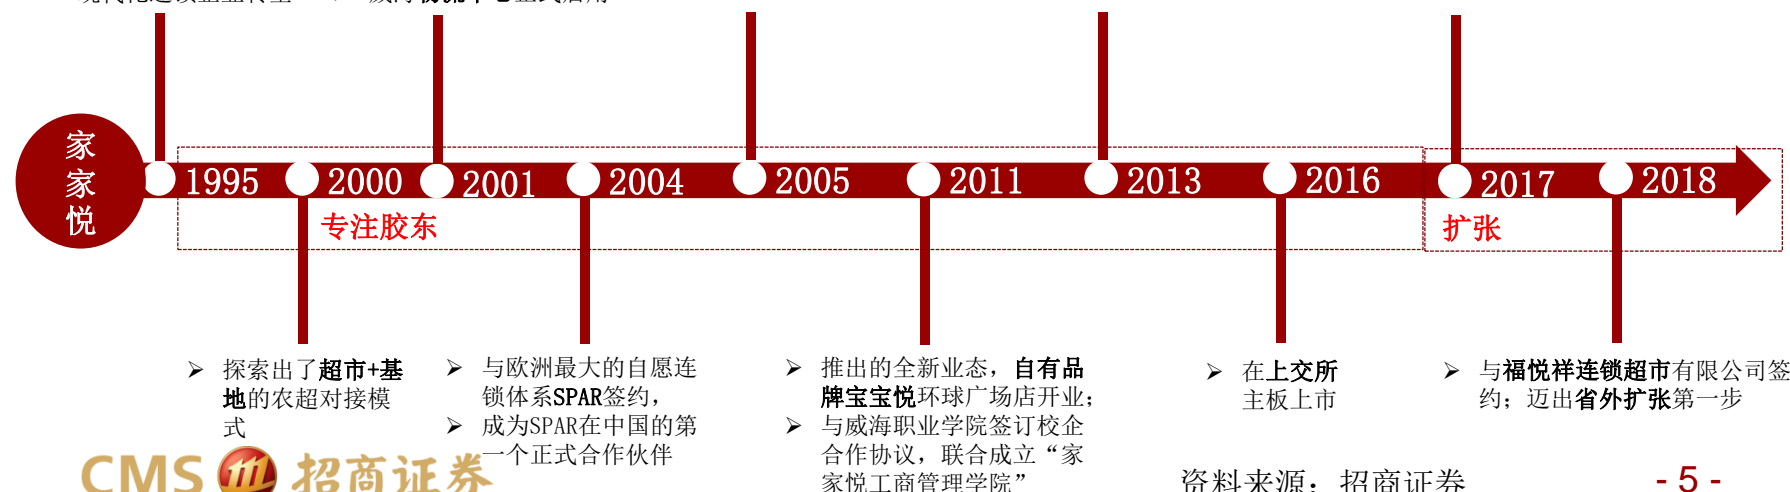 家
家
悦
1995 2000 2001 2004 2005 2011 2013 2016 2017 2018
专注胶东
扩张
➢ 探索出了超市+基
地的农超对接模
式
➢ 与欧洲最大的自愿连
锁体系SPAR签约，
➢ 成为SPAR在中国的第
一个正式合作伙伴
➢ 推出的全新业态，自有品
牌宝宝悦环球广场店开业；
➢ 与威海职业学院签订校企
合作协议，联合成立“家
家悦工商管理学院”
➢ 在上交所
主板上市
➢ 与福悦祥连锁超市有限公司签
约；迈出省外扩张第一步
CMS 招商证券
资料来源：招商证券
- 5 -